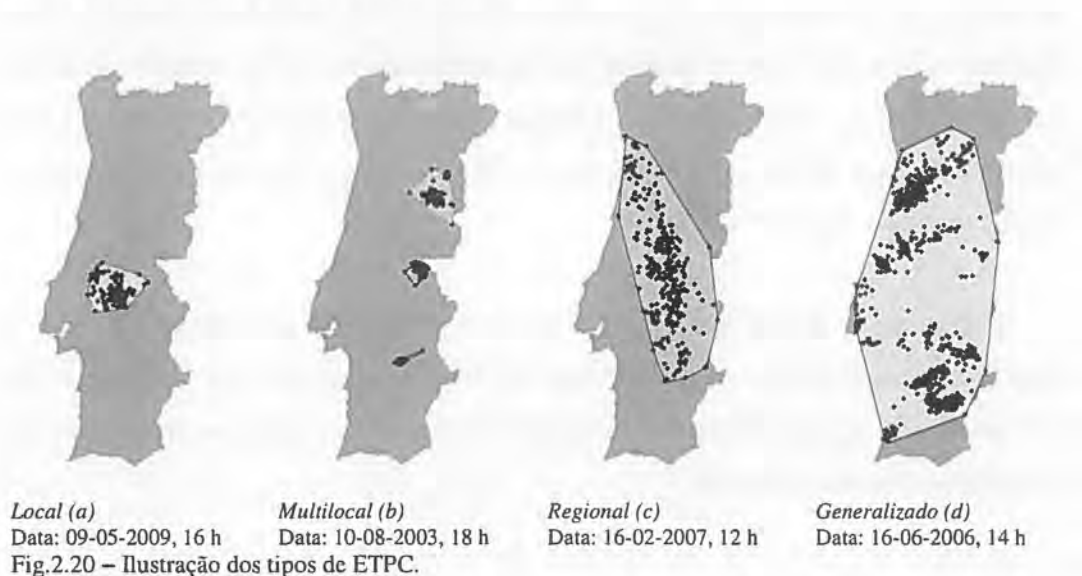 Local (a) Multilocal (b) Regional (c) Generalizado (d)
Data: 09-05-2009, 16 h Data: 10-08-2003, 18 h Data: 16-02-2007, 12 h Data: 16-06-2006, 14 h
Fig.2.20 – Ilustração dos tipos de ETPC.